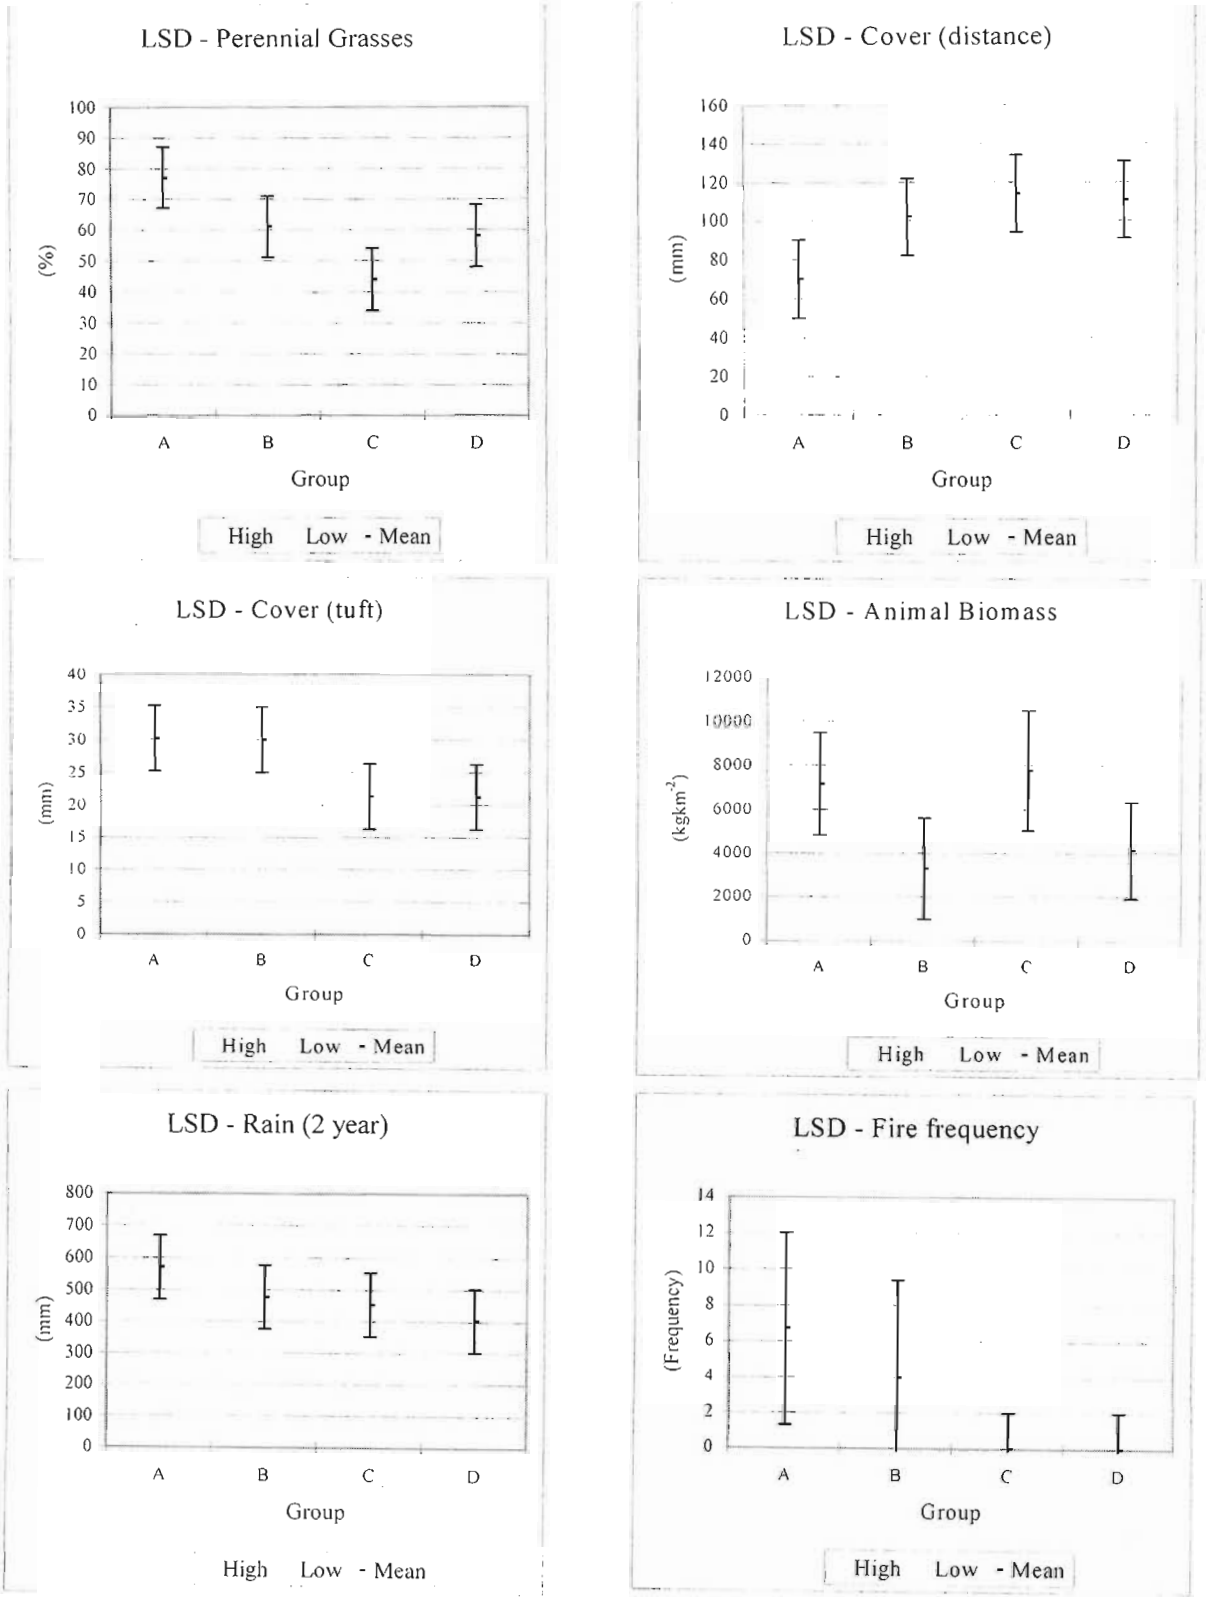 LSD - Perennial Grasses
100
90
80
70
60
50
40
30
20
10
0
(%)
A B C D
Group
High Low - Mean
LSD - Cover (distance)
160
140
120
100
80
60
40
20
0
(mm)
A B C D
Group
High Low - Mean
LSD - Cover (tuft)
40
35
30
25
20
15
10
5
0
(mm)
A B C D
Group
High Low - Mean
LSD - Animal Biomass
12000
10000
8000
6000
4000
2000
0
(kgkm⁻²)
A B C D
Group
High Low - Mean
LSD - Rain (2 year)
800
700
600
500
400
300
200
100
0
(mm)
A B C D
Group
High Low - Mean
LSD - Fire frequency
14
12
10
8
6
4
2
0
(Frequency)
A B C D
Group
High Low - Mean